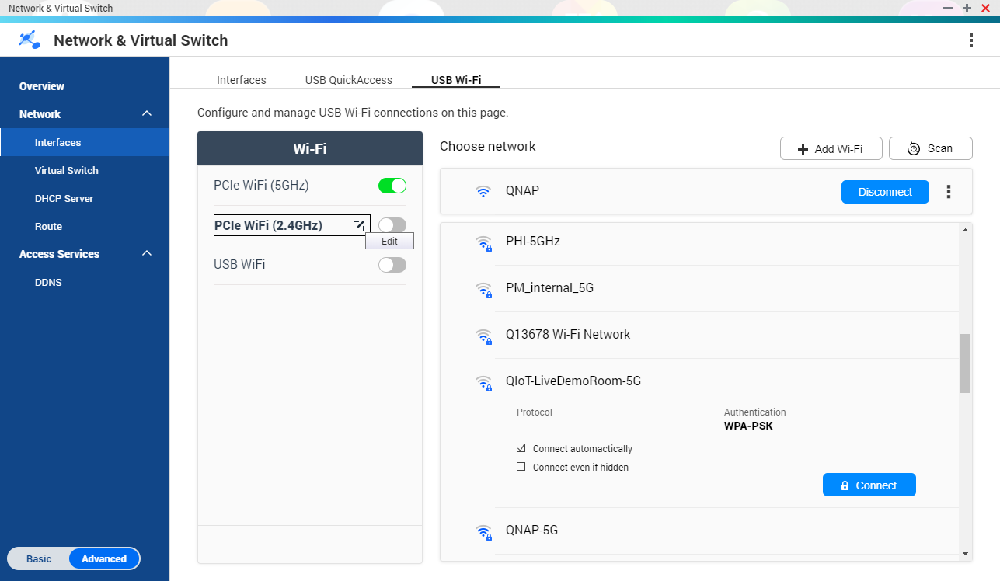 Network & Virtual Switch
Network & Virtual Switch
Overview
Network
Interfaces
Virtual Switch
DHCP Server
Route
Access Services
DDNS
Basic
Advanced
Interfaces
USB QuickAccess
USB Wi-Fi
Configure and manage USB Wi-Fi connections on this page.
Wi-Fi
PCIe WiFi (5GHz)
PCIe WiFi (2.4GHz)
Edit
USB WiFi
Choose network
Add Wi-Fi
Scan
QNAP
Disconnect
PHI-5GHz
PM_internal_5G
Q13678 Wi-Fi Network
QIoT-LiveDemoRoom-5G
Protocol
Authentication
WPA-PSK
Connect automactically
Connect even if hidden
Connect
QNAP-5G